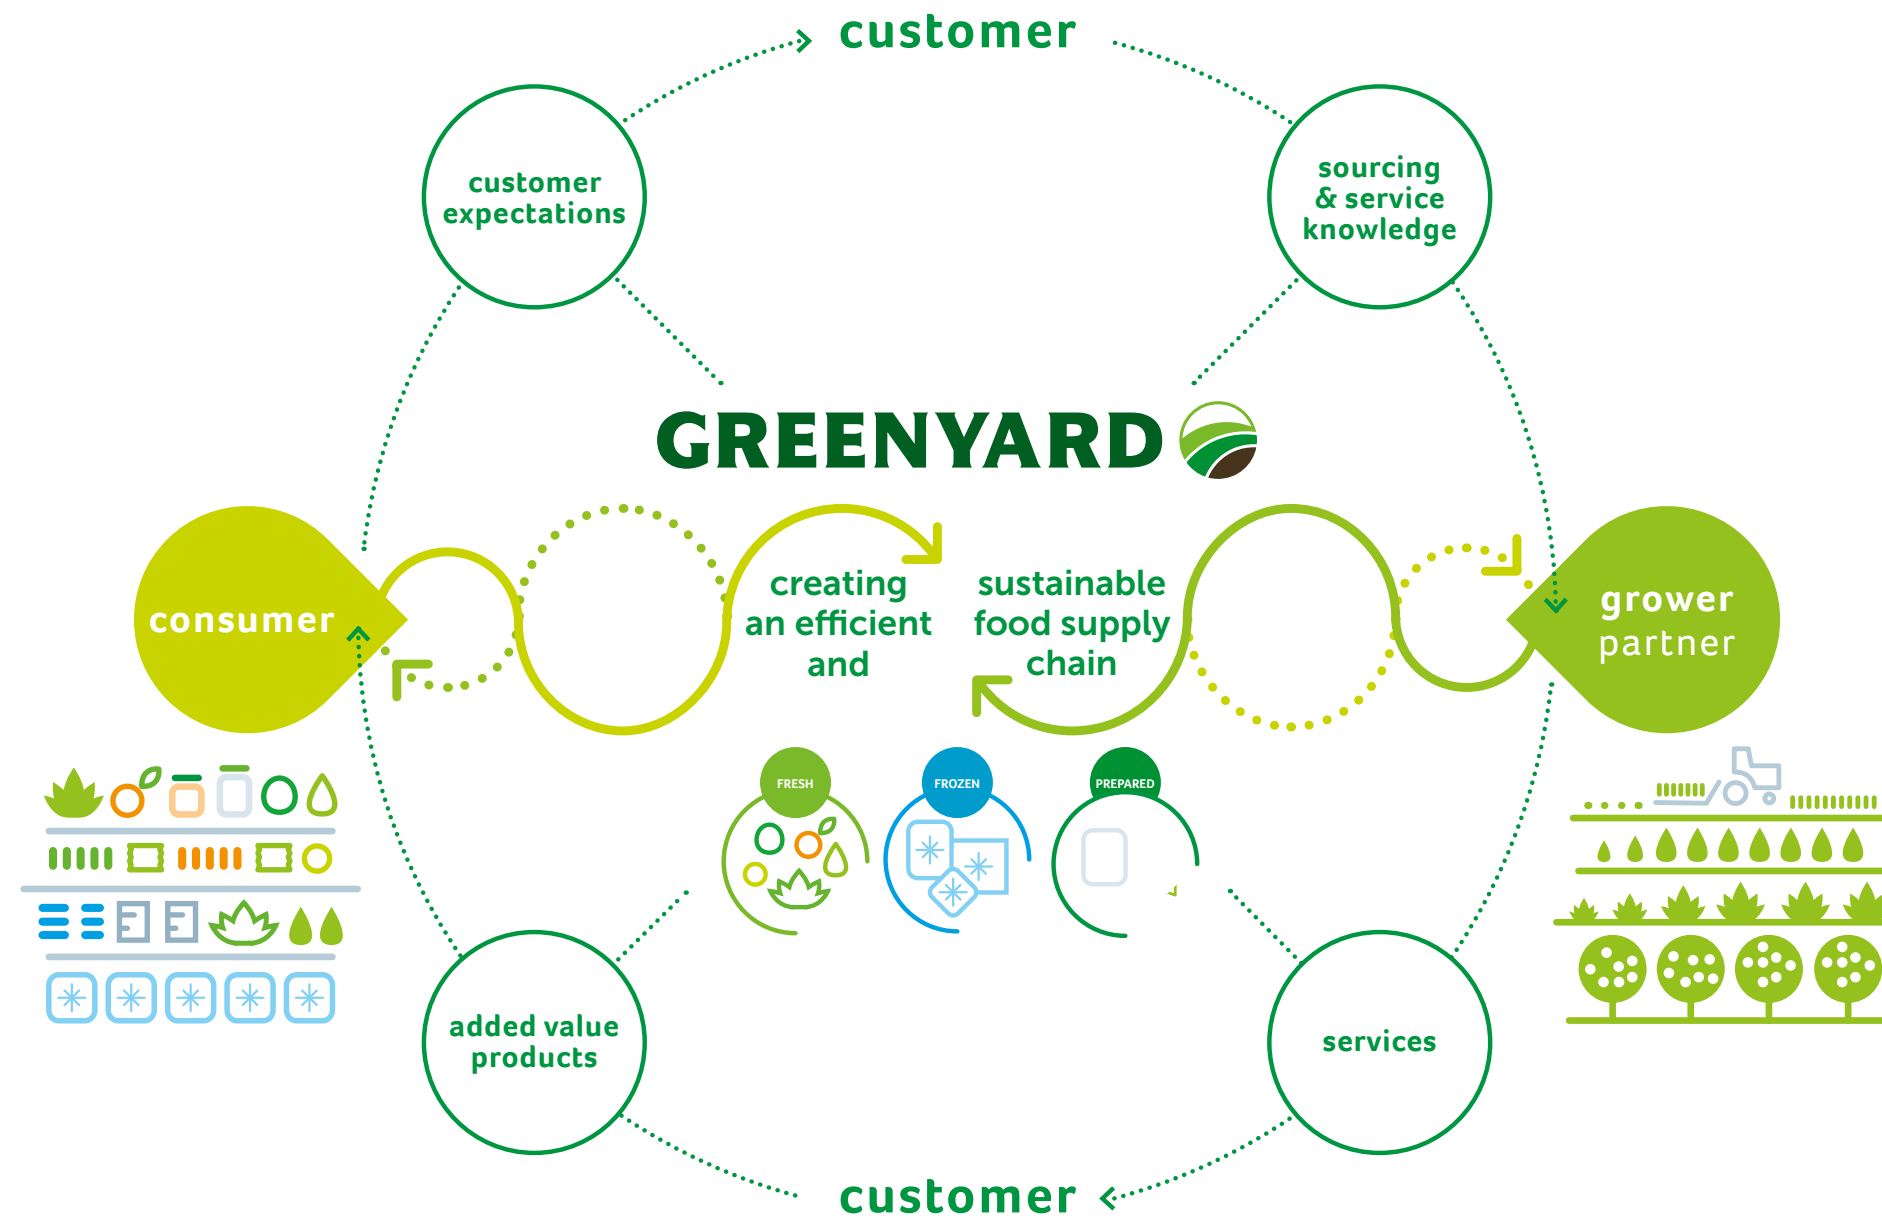 customer
customer
expectations
sourcing
& service
knowledge
GREENYARD
consumer
creating
an efficient
and
sustainable
food supply
chain
grower
partner
FRESH
FROZEN
PREPARED
added value
products
services
customer